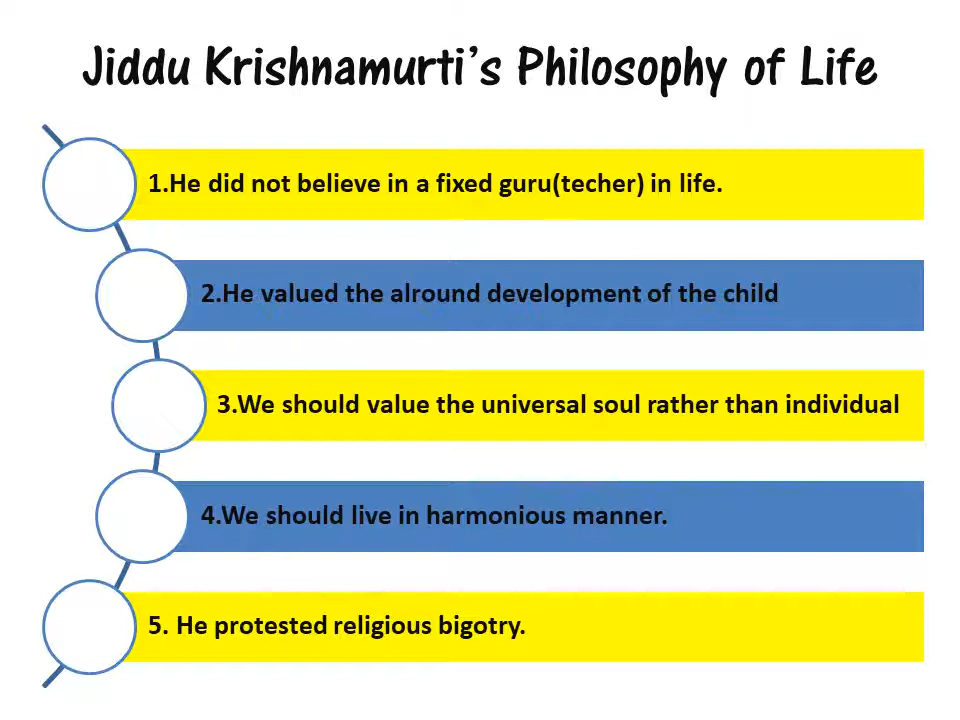 Jiddu Krishnamurti's Philosophy of Life
1.He did not believe in a fixed guru(techer) in life.
2.He valued the alround development of the child
3.We should value the universal soul rather than individual
4.We should live in harmonious manner.
5. He protested religious bigotry.